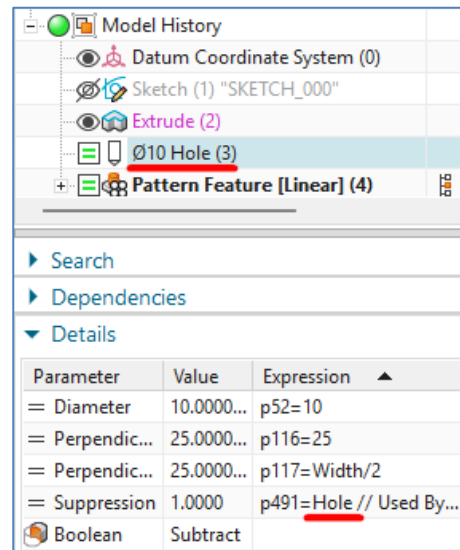 Model History
Datum Coordinate System (0)
Sketch (1) "SKETCH_000"
Extrude (2)
Ø10 Hole (3)
Pattern Feature [Linear] (4)
Search
Dependencies
Details
Parameter Value Expression
= Diameter 10.0000... p52=10
= Perpendic... 25.0000... p116=25
= Perpendic... 25.0000... p117=Width/2
= Suppression 1.0000 p491=Hole // Used By...
Boolean Subtract